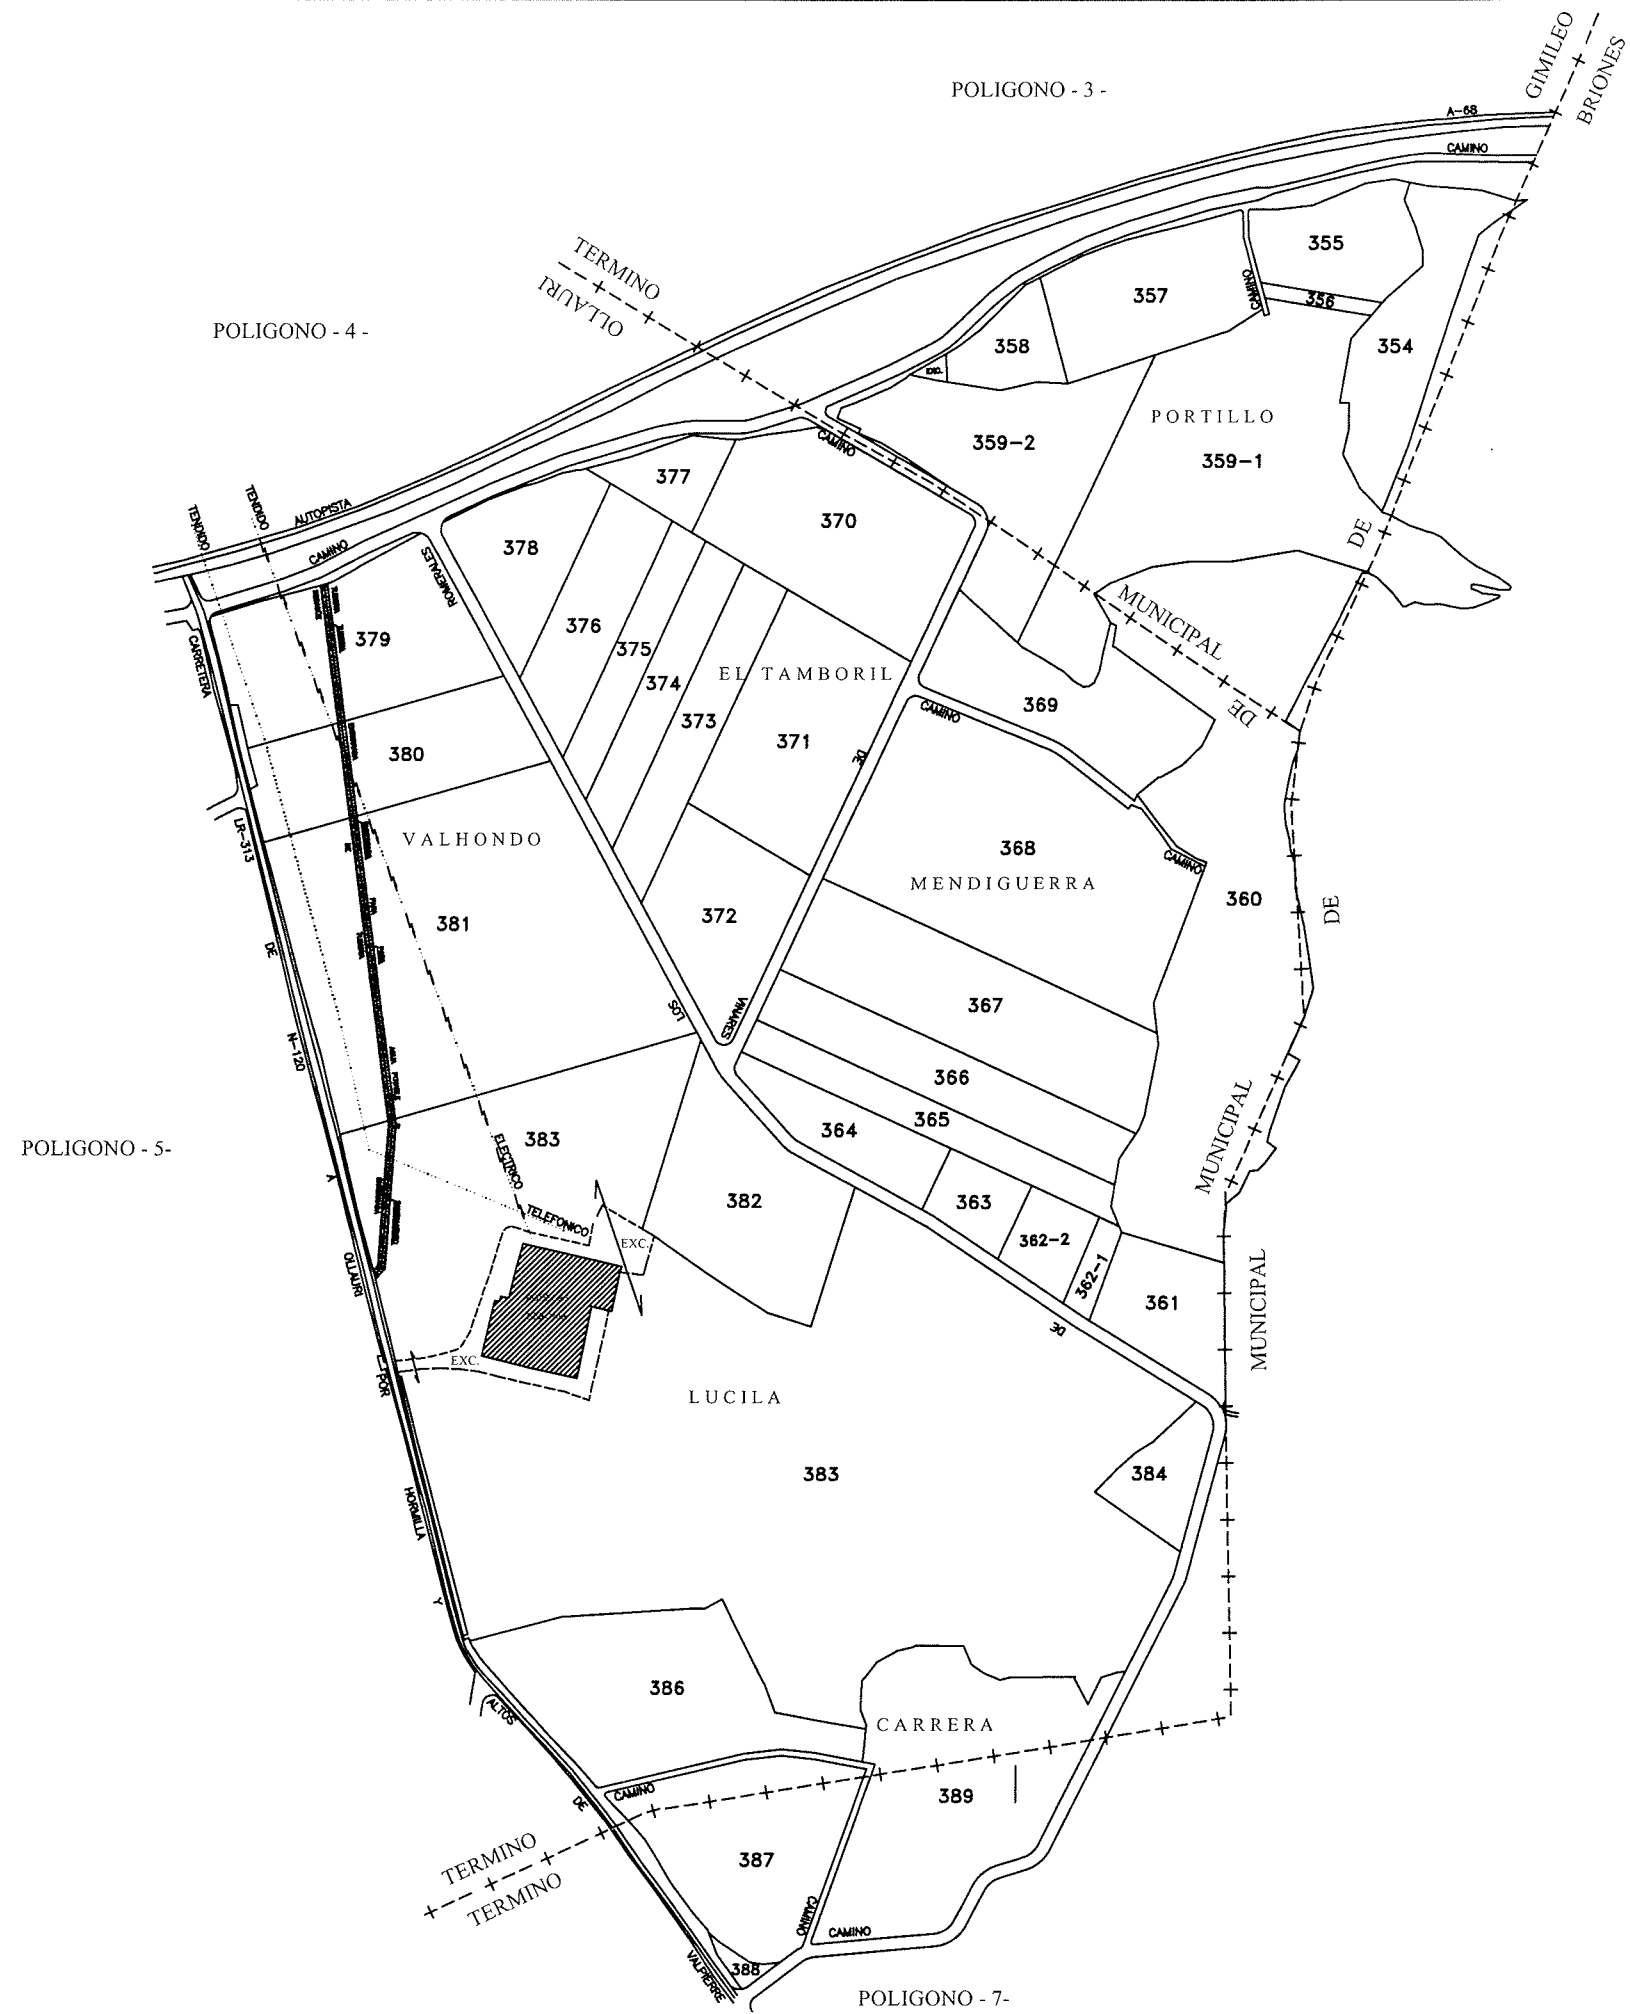 GIMILEO
BRIONES
POLIGONO - 3 -
A-68
CAMINO
TERMINO
OLLAURI
POLIGONO - 4 -
355
357
CAMINO
356
358
354
EXC.
PORTILLO
359-2
359-1
CAMINO
377
370
TENDIDO
TENDIDO
AUTOPISTA
CAMINO
378
ROMERALES
DE
MUNICIPAL
DE
379
376
375
374
EL TAMBORIL
373
371
369
CAMINO
CARRETERA
380
DE
VALHONDO
LR-313
368
MENDIGUERRA
CAMINO
360
DE
372
381
DE
LOS
VINARES
367
N-120
366
365
364
MUNICIPAL
POLIGONO - 5-
383
ELECTRICO
A
382
363
TELEFONICO
EXC.
362-2
362-1
361
MUNICIPAL
OLLAURI
DE
EXC.
POR
LUCILA
383
384
HORMILLA
Y
386
ALTOS
CARRERA
CAMINO
389
DE
TERMINO
TERMINO
387
CAMINO
CAMINO
388
VALPIERRE
POLIGONO - 7-